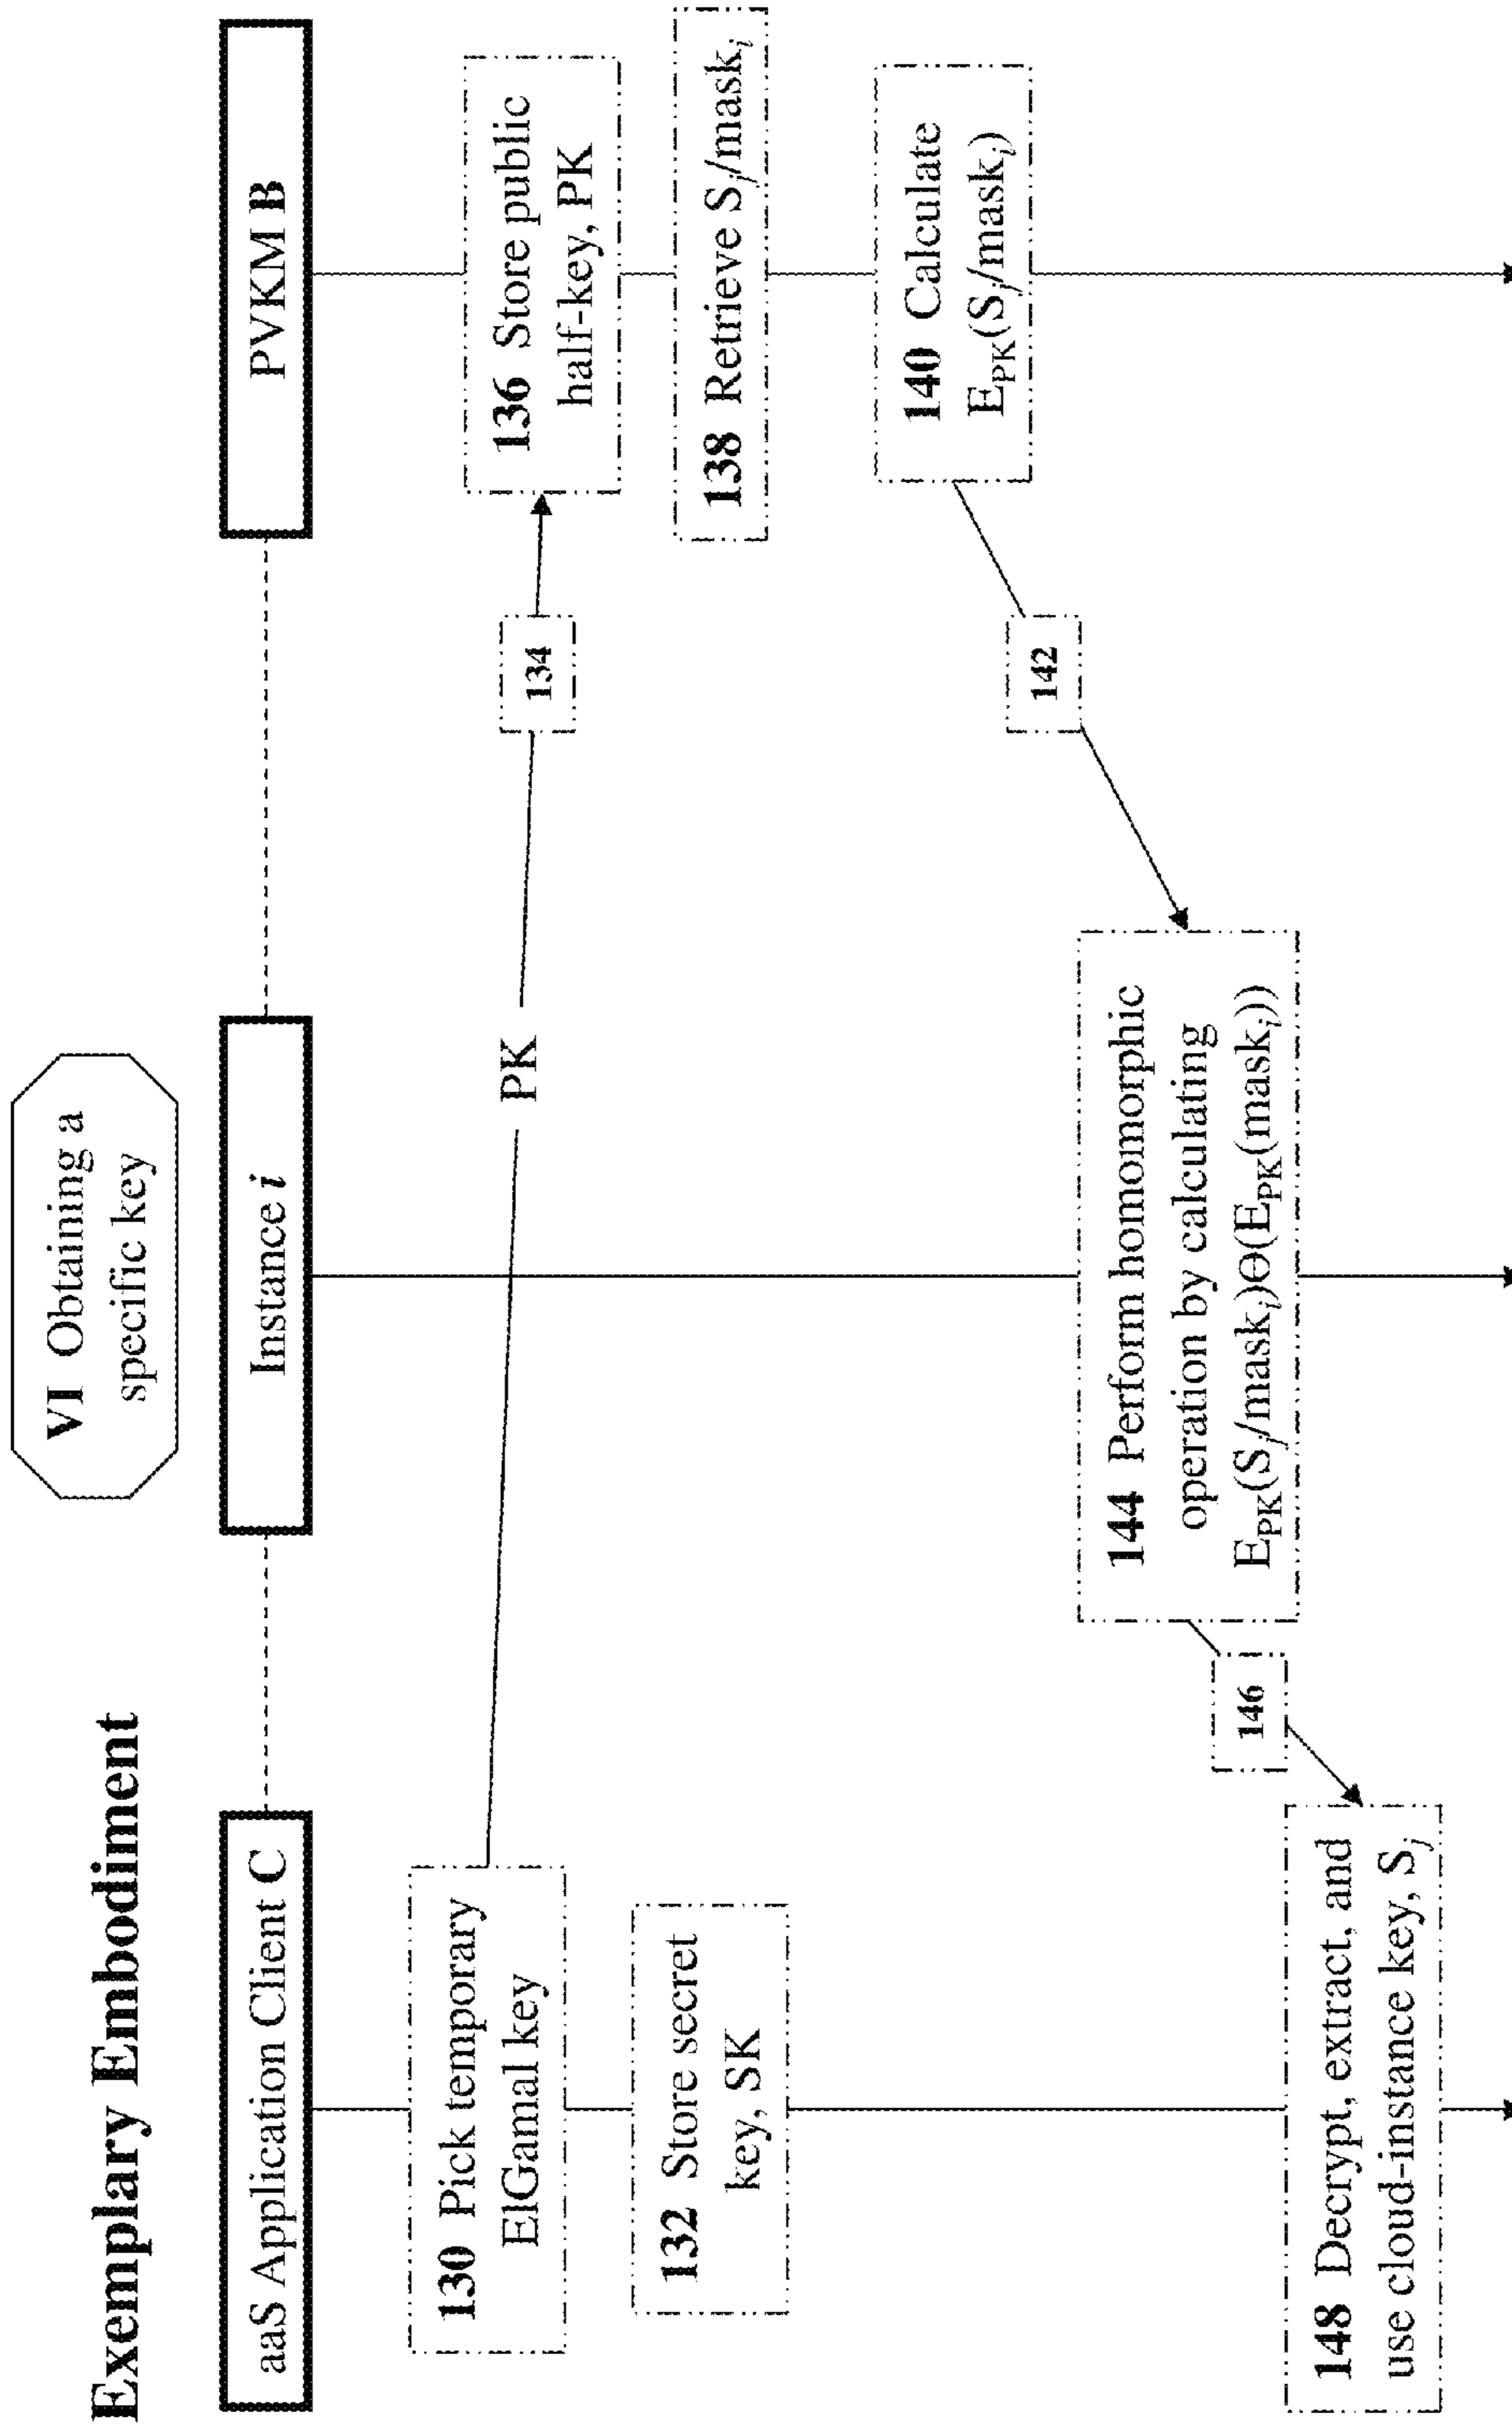 Exemplary Embodiment
VI Obtaining a
specific key
aaS Application Client C
Instance i
PVKM B
130 Pick temporary
ElGamal key
PK
134
136 Store public
half-key, PK
132 Store secret
key, SK
138 Retrieve Sj/maski
140 Calculate
EPK(Sj/maski)
142
144 Perform homomorphic
operation by calculating
EPK(Sj/maski)Θ(EPK(maski))
146
148 Decrypt, extract, and
use cloud-instance key, Sj